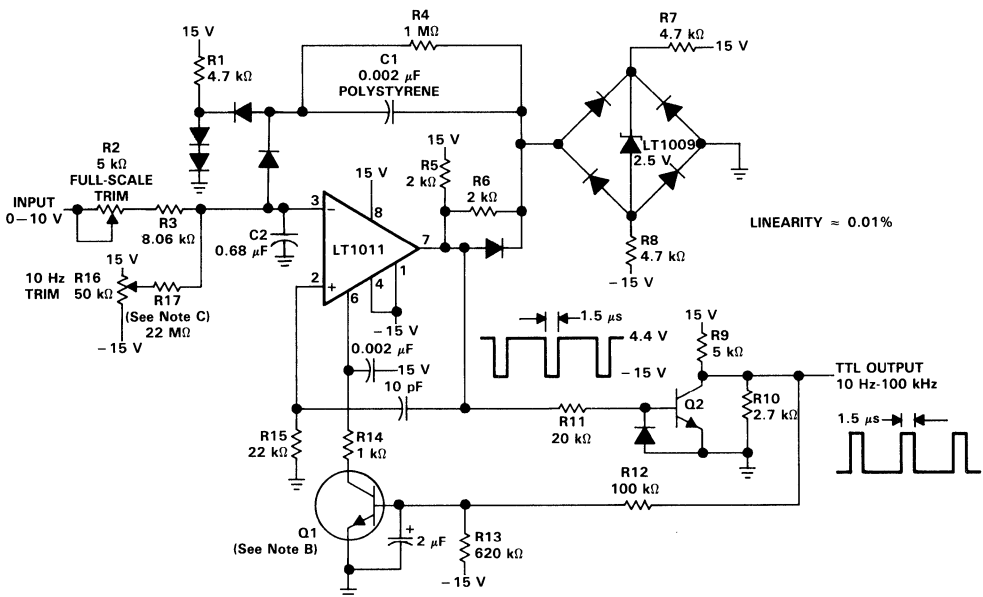 R4
1 MΩ
R7
4.7 kΩ
15 V
15 V
R1
4.7 kΩ
C1
0.002 μF
POLYSTYRENE
R2
5 kΩ
FULL-SCALE
TRIM
INPUT
0–10 V
R3
8.06 kΩ
15 V
R5
2 kΩ
R6
2 kΩ
LT1009
2.5 V
LINEARITY ≈ 0.01%
15 V
3
8
LT1011
7
C2
0.68 μF
2
6
4
1
−15 V
R8
4.7 kΩ
−15 V
15 V
10 Hz
TRIM
R16
50 kΩ
R17
(See Note C)
22 MΩ
−15 V
0.002 μF
15 V
10 pF
1.5 μs
4.4 V
−15 V
15 V
R9
5 kΩ
TTL OUTPUT
10 Hz-100 kHz
Q2
R10
2.7 kΩ
1.5 μs
R11
20 kΩ
R15
22 kΩ
R14
1 kΩ
R12
100 kΩ
Q1
(See Note B)
+
2 μF
R13
620 kΩ
−15 V